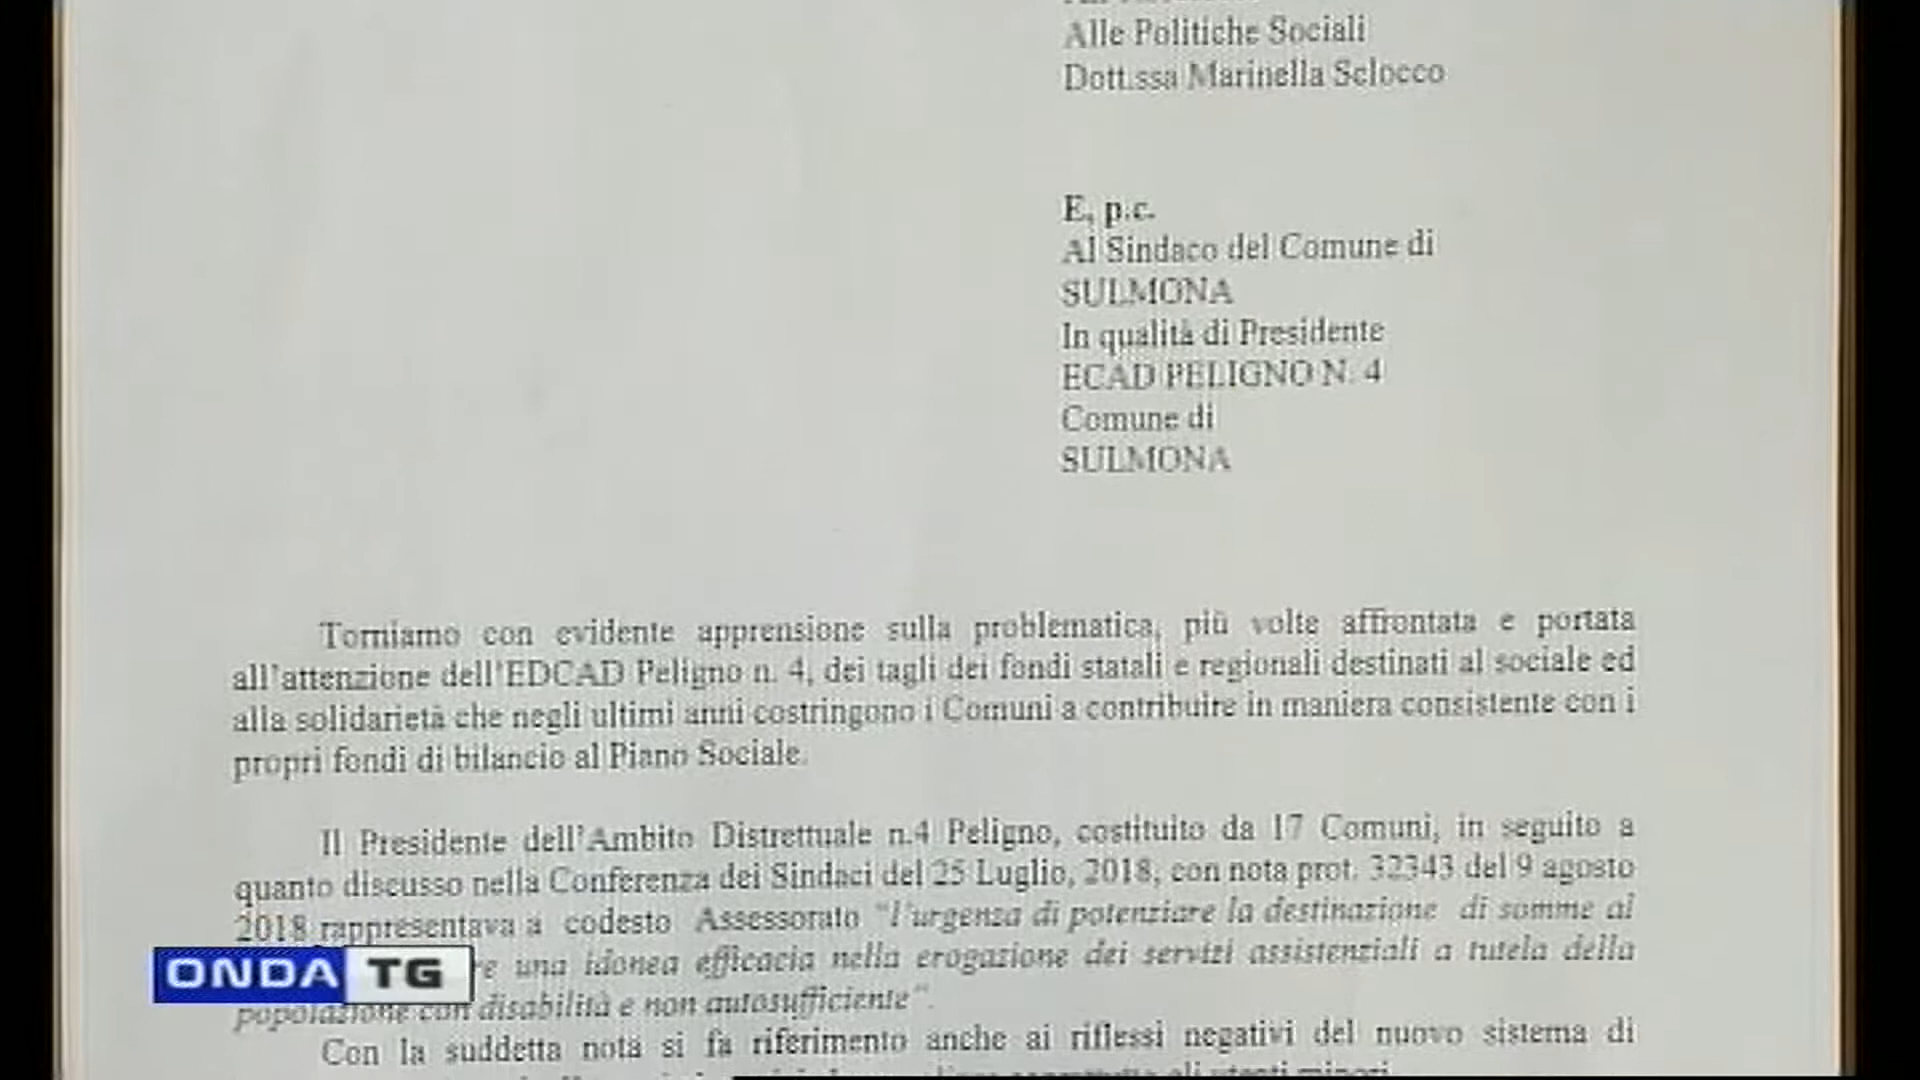 Alle Politiche Sociali
Dott.ssa Marinella Sclocco
E, p.c.
Al Sindaco del Comune di
SULMONA
In qualità di Presidente
ECAD PELIGNO N. 4
Comune di
SULMONA
Torniamo con evidente apprensione sulla problematica, più volte affrontata e portata
all'attenzione dell'EDCAD Peligno n. 4, dei tagli dei fondi statali e regionali destinati al sociale ed
alla solidarietà che negli ultimi anni costringono i Comuni a contribuire in maniera consistente con i
propri fondi di bilancio al Piano Sociale.
Il Presidente dell'Ambito Distrettuale n.4 Peligno, costituito da 17 Comuni, in seguito a
quanto discusso nella Conferenza dei Sindaci del 25 Luglio, 2018, con nota prot. 32343 del 9 agosto
2018 rappresentava a codesto Assessorato "l'urgenza di potenziare la destinazione di somme al
una idonea efficacia nella erogazione dei servizi assistenziali a tutela della
popolazione con disabilità e non autosufficiente".
Con la suddetta nota si fa riferimento anche ai riflessi negativi del nuovo sistema di
gli utenti minori
ONDA TG